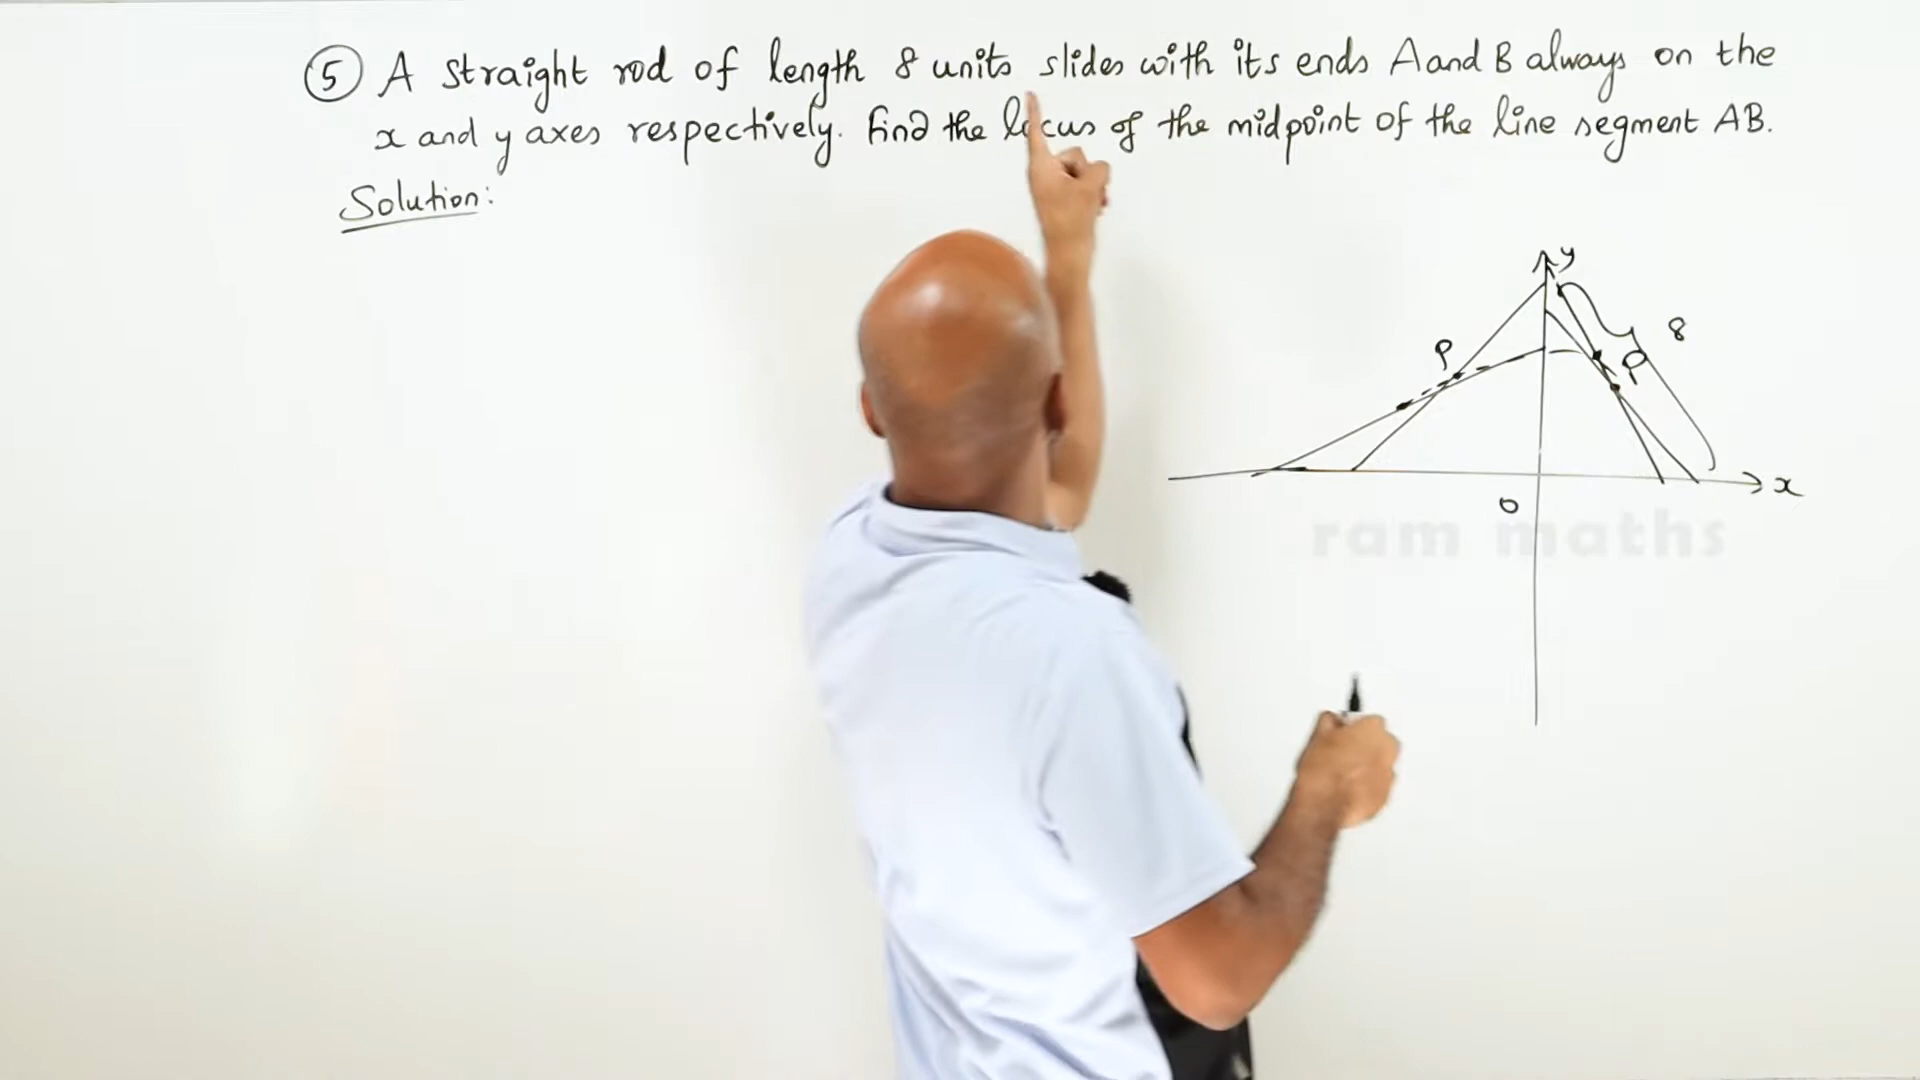 5 A straight rod of length 8 units slides with its ends A and B always on the
x and y axes respectively. Find the locus of the midpoint of the line segment AB.
Solution:
y
8
P
P
x
0
ram maths